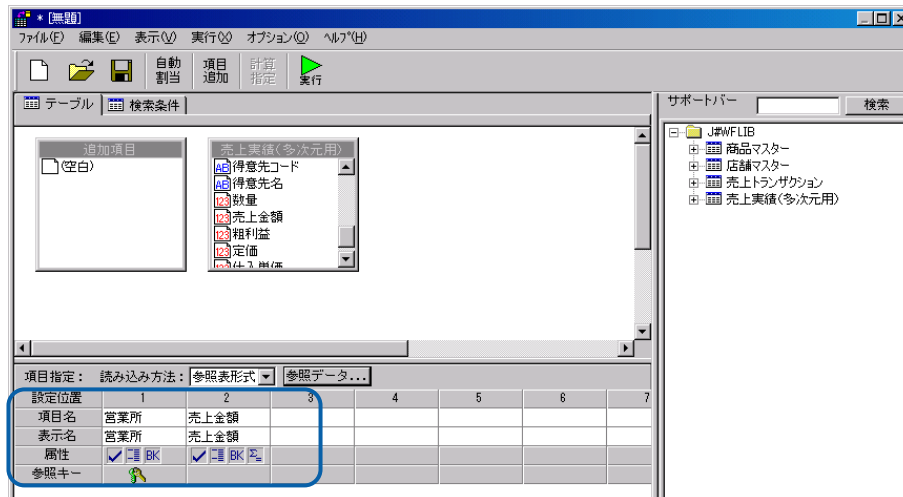 * [無題]
ファイル(F) 編集(E) 表示(V) 実行(X) オプション(O) ヘルプ(H)
自動割当 項目追加 計算指定 実行
テーブル 検索条件
サポートバー 検索
追加項目
(空白)
売上実績(多次元用)
得意先コード
得意先名
数量
売上金額
粗利益
定価
仕入単価
J#WFLIB
商品マスター
店舗マスター
売上トランザクション
売上実績(多次元用)
項目指定: 読み込み方法: 参照表形式 参照データ...
設定位置 1 2 3 4 5 6 7
項目名 営業所 売上金額
表示名 営業所 売上金額
属性 BK BK Σ
参照キー